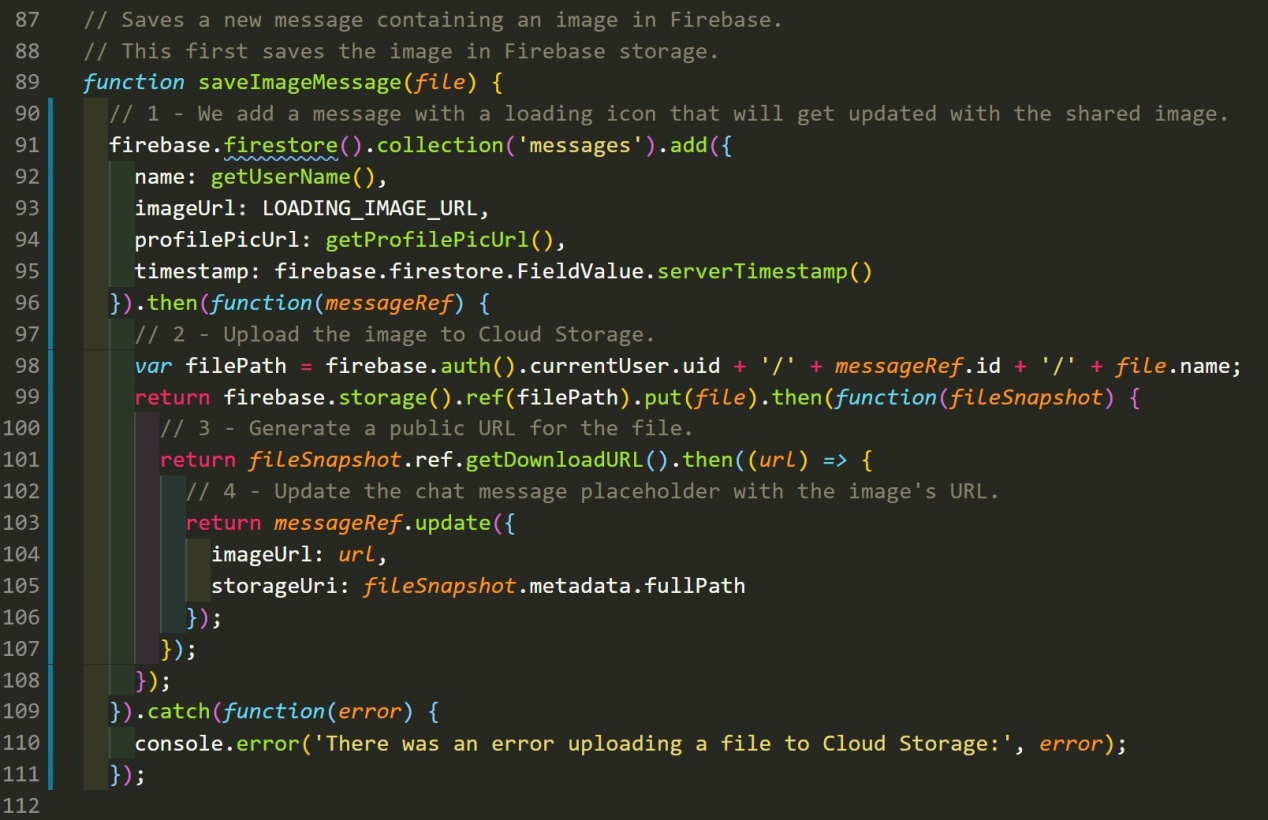 87 // Saves a new message containing an image in Firebase.
88 // This first saves the image in Firebase storage.
89 function saveImageMessage(file) {
90   // 1 - We add a message with a loading icon that will get updated with the shared image.
91   firebase.firestore().collection('messages').add({
92     name: getUserName(),
93     imageUrl: LOADING_IMAGE_URL,
94     profilePicUrl: getProfilePicUrl(),
95     timestamp: firebase.firestore.FieldValue.serverTimestamp()
96   }).then(function(messageRef) {
97     // 2 - Upload the image to Cloud Storage.
98     var filePath = firebase.auth().currentUser.uid + '/' + messageRef.id + '/' + file.name;
99     return firebase.storage().ref(filePath).put(file).then(function(fileSnapshot) {
100       // 3 - Generate a public URL for the file.
101       return fileSnapshot.ref.getDownloadURL().then((url) => {
102         // 4 - Update the chat message placeholder with the image's URL.
103         return messageRef.update({
104           imageUrl: url,
105           storageUri: fileSnapshot.metadata.fullPath
106         });
107       });
108     });
109   }).catch(function(error) {
110     console.error('There was an error uploading a file to Cloud Storage:', error);
111   });
112